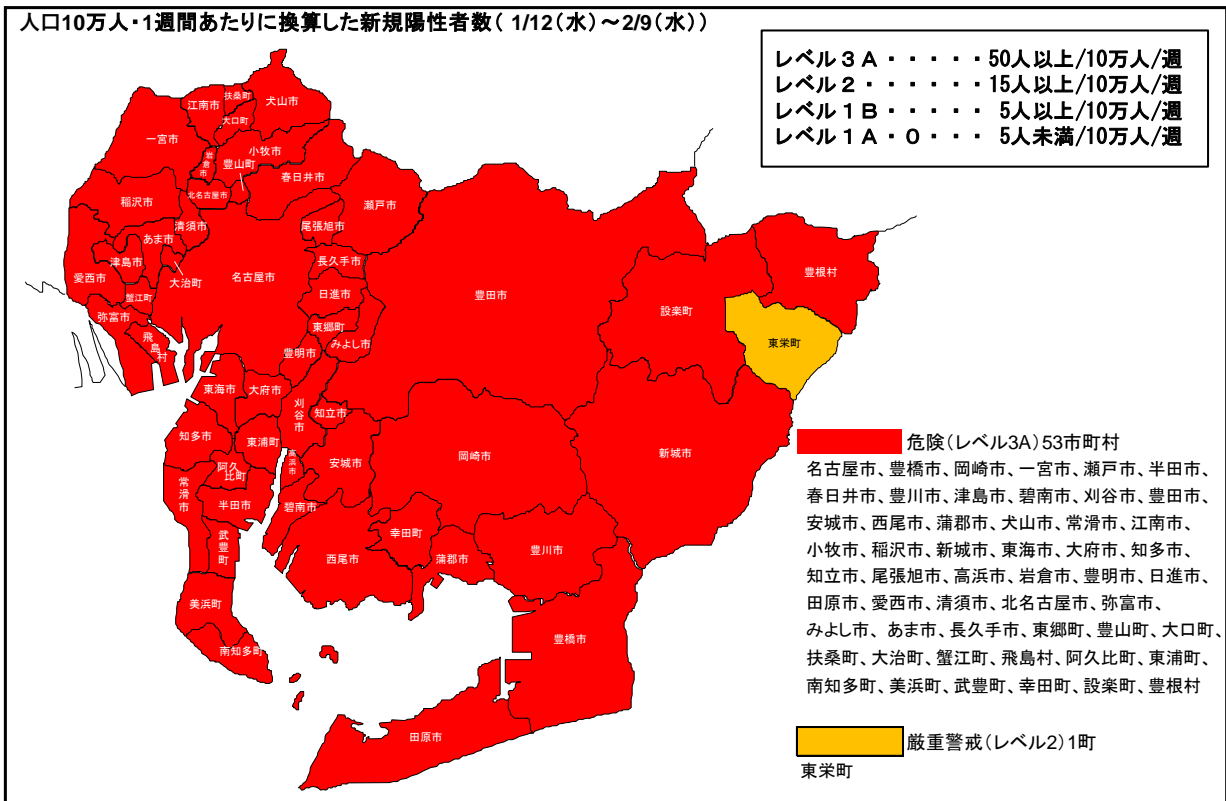 人口10万人・1週間あたりに換算した新規陽性者数( 1/12(水)～2/9(水))
レベル３Ａ・・・・・50人以上/10万人/週
レベル２・・・・・・15人以上/10万人/週
レベル１Ｂ・・・・・・5人以上/10万人/週
レベル１Ａ・０・・・5人未満/10万人/週
扶桑町
江南市
犬山市
大口町
一宮市
小牧市
岩倉市
豊山町
春日井市
北名古屋市
稲沢市
瀬戸市
清須市
尾張旭市
あま市
津島市
長久手市
愛西市
大治町
名古屋市
豊根村
蟹江町
日進市
豊田市
設楽町
弥富市
東郷町
飛島村
みよし市
東栄町
豊明市
東海市
大府市
刈谷市
知立市
知多市
東浦町
高浜市
安城市
岡崎市
新城市
阿久比町
常滑市
半田市
碧南市
武豊町
幸田町
西尾市
蒲郡市
豊川市
美浜町
豊橋市
南知多町
田原市
危険(レベル3A)53市町村
名古屋市、豊橋市、岡崎市、一宮市、瀬戸市、半田市、
春日井市、豊川市、津島市、碧南市、刈谷市、豊田市、
安城市、西尾市、蒲郡市、犬山市、常滑市、江南市、
小牧市、稲沢市、新城市、東海市、大府市、知多市、
知立市、尾張旭市、高浜市、岩倉市、豊明市、日進市、
田原市、愛西市、清須市、北名古屋市、弥富市、
みよし市、あま市、長久手市、東郷町、豊山町、大口町、
扶桑町、大治町、蟹江町、飛島村、阿久比町、東浦町、
南知多町、美浜町、武豊町、幸田町、設楽町、豊根村
厳重警戒(レベル2)1町
東栄町